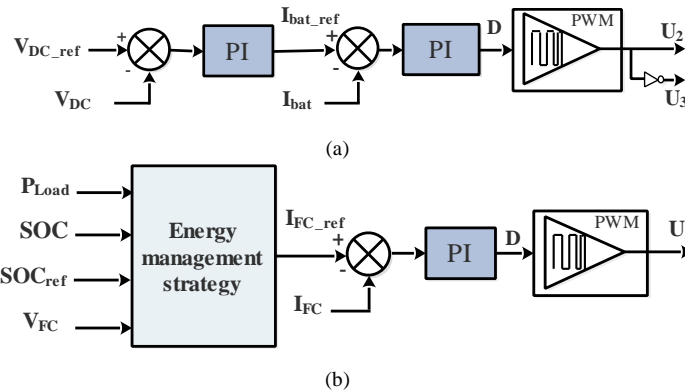 I_bat_ref
PWM
V_DC_ref + PI + PI D U_2
- -
V_DC I_bat U_3
(a)
P_Load
SOC
SOC_ref
V_FC
Energy
management
strategy
I_FC_ref
+
-
I_FC
PI
D
PWM
U
(b)